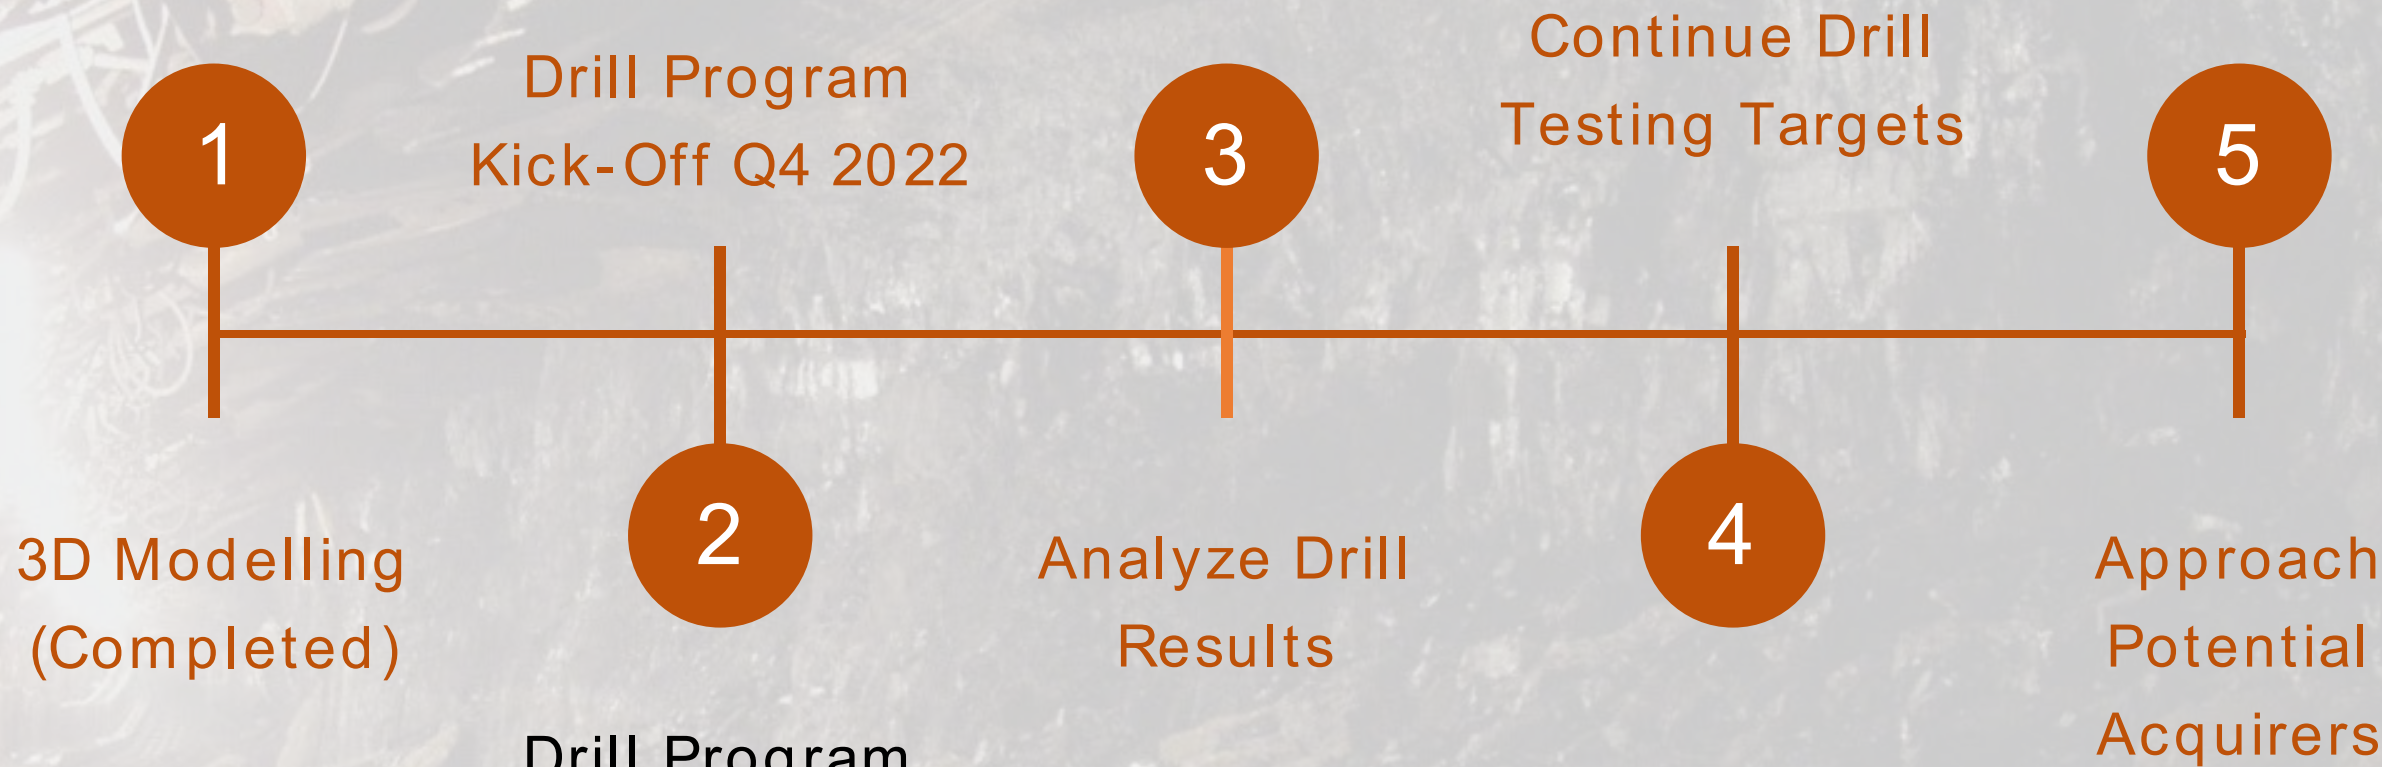 1
3D Modelling
(Completed)
Drill Program
Kick-Off Q4 2022
2
Drill Program
3
Analyze Drill
Results
Continue Drill
Testing Targets
4
5
Approach
Potential
Acquirers